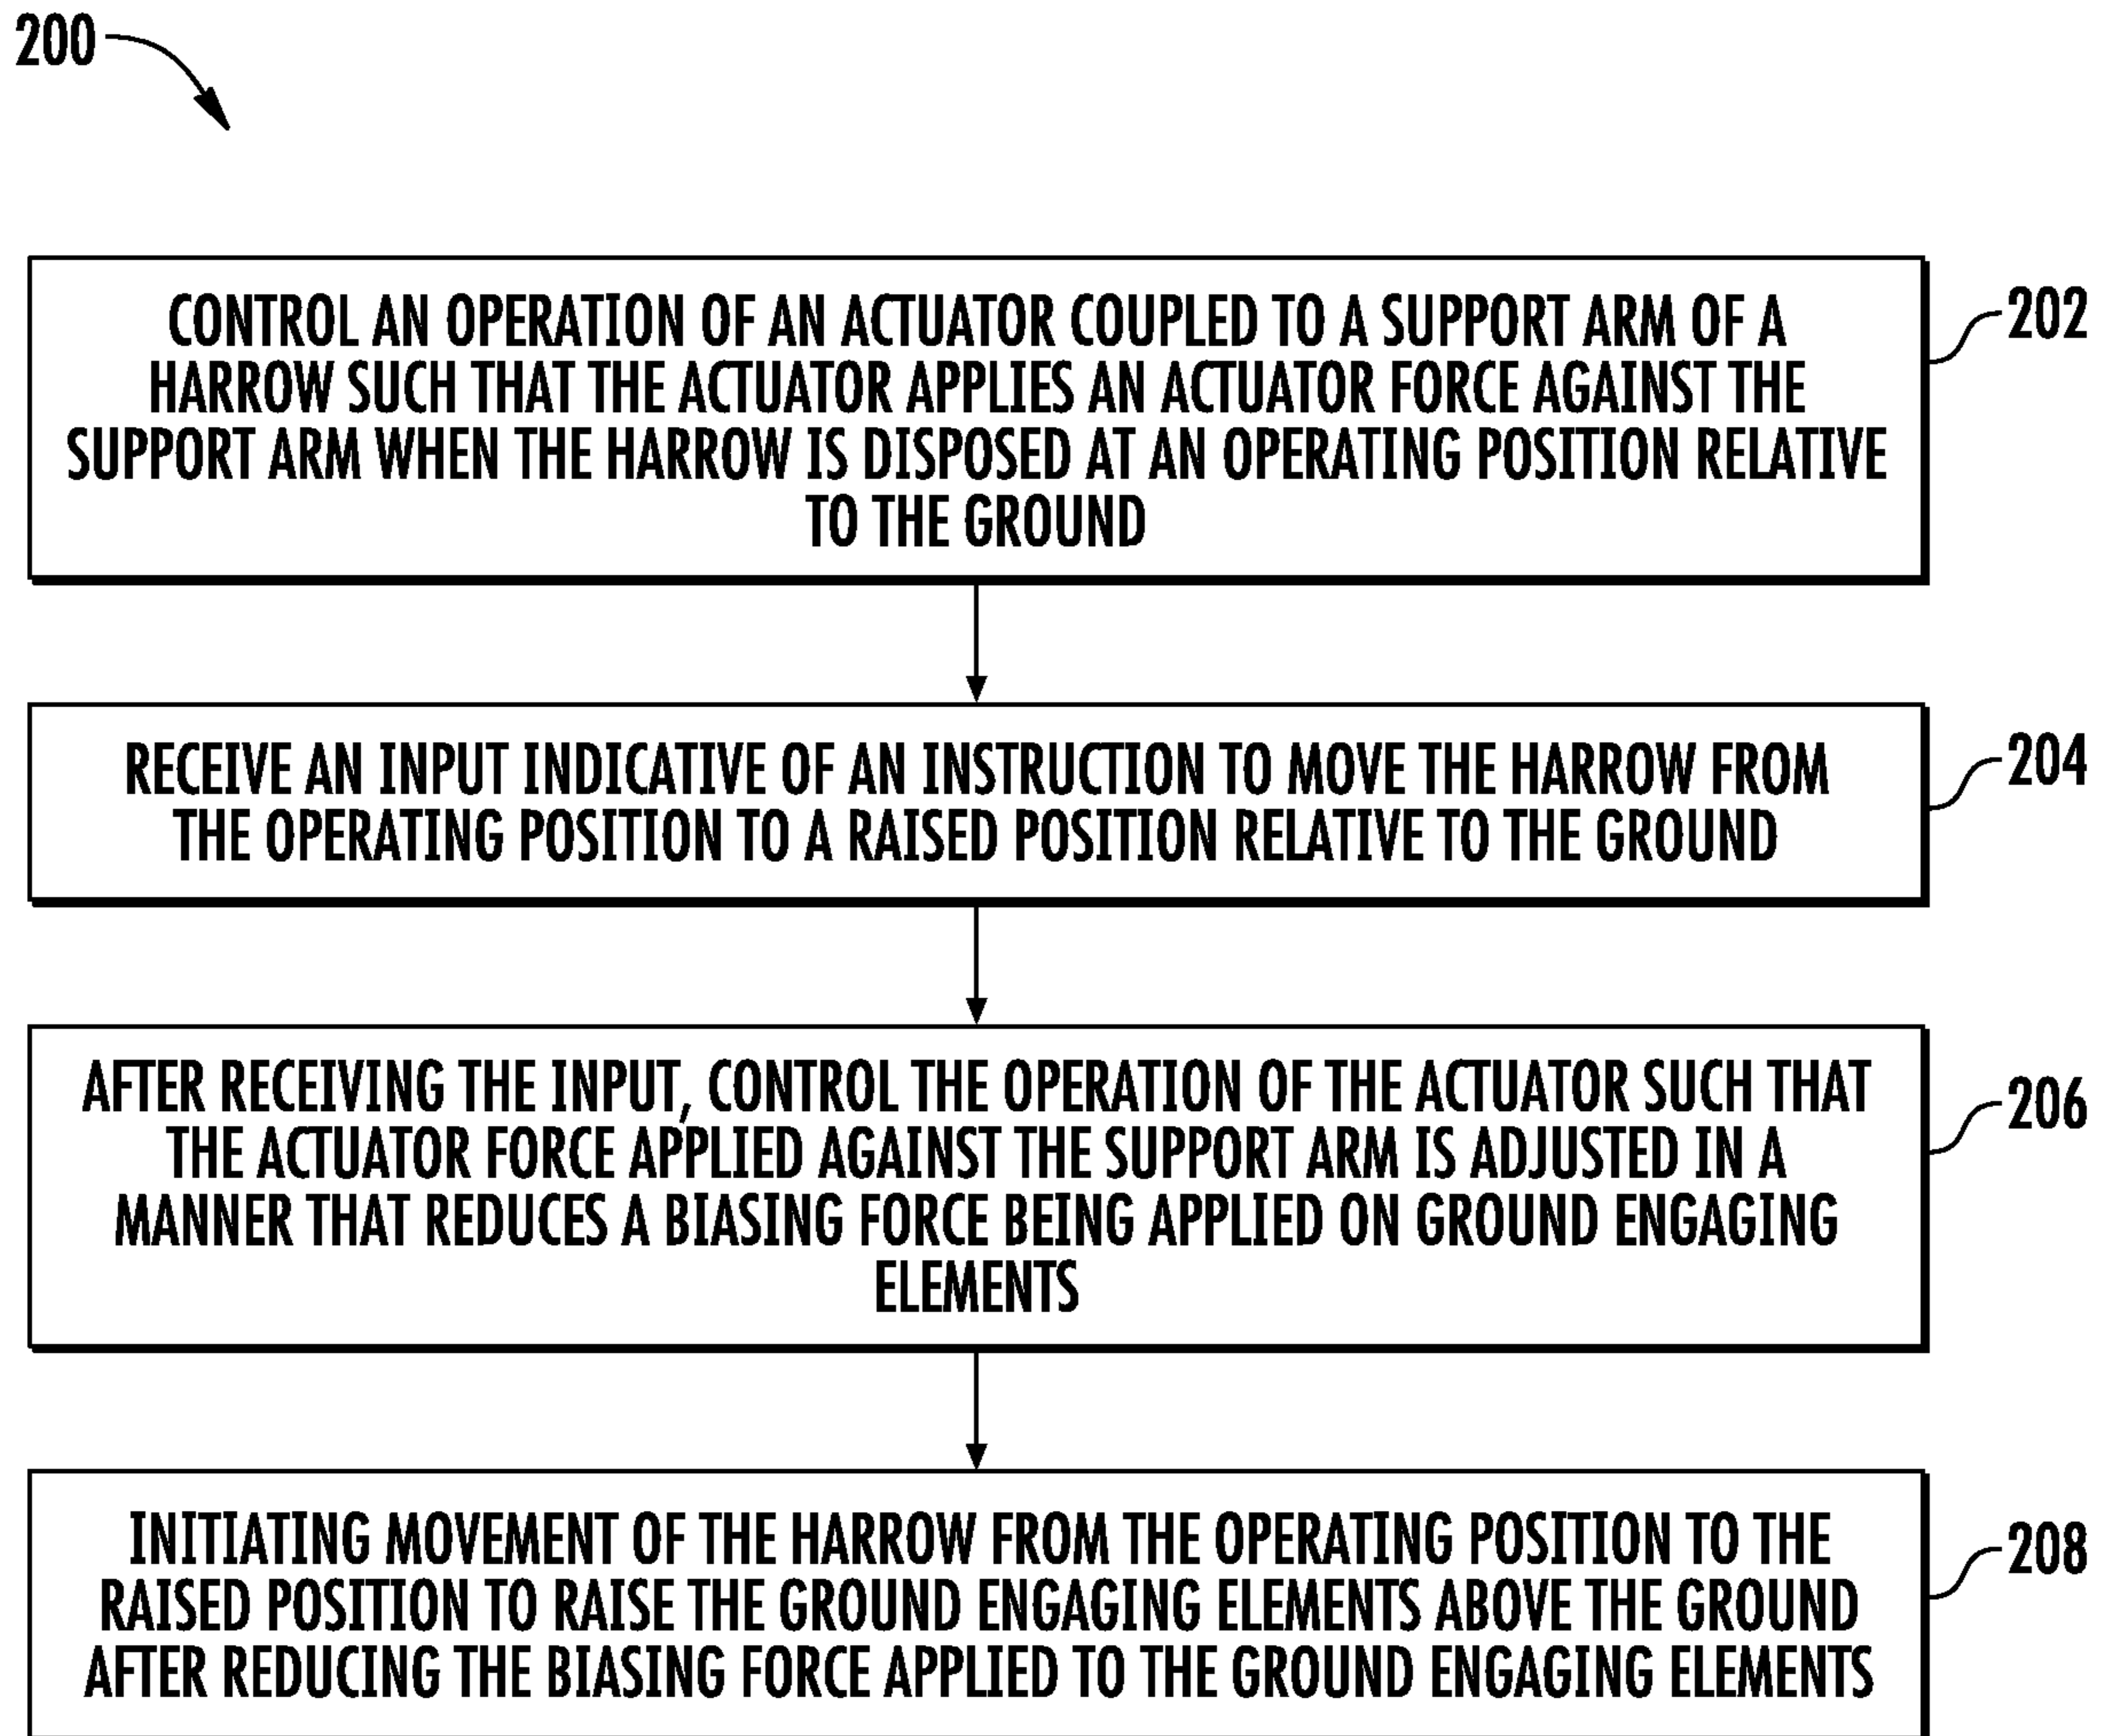 200
CONTROL AN OPERATION OF AN ACTUATOR COUPLED TO A SUPPORT ARM OF A
HARROW SUCH THAT THE ACTUATOR APPLIES AN ACTUATOR FORCE AGAINST THE
SUPPORT ARM WHEN THE HARROW IS DISPOSED AT AN OPERATING POSITION RELATIVE
TO THE GROUND
202
RECEIVE AN INPUT INDICATIVE OF AN INSTRUCTION TO MOVE THE HARROW FROM
THE OPERATING POSITION TO A RAISED POSITION RELATIVE TO THE GROUND
204
AFTER RECEIVING THE INPUT, CONTROL THE OPERATION OF THE ACTUATOR SUCH THAT
THE ACTUATOR FORCE APPLIED AGAINST THE SUPPORT ARM IS ADJUSTED IN A
MANNER THAT REDUCES A BIASING FORCE BEING APPLIED ON GROUND ENGAGING
ELEMENTS
206
INITIATING MOVEMENT OF THE HARROW FROM THE OPERATING POSITION TO THE
RAISED POSITION TO RAISE THE GROUND ENGAGING ELEMENTS ABOVE THE GROUND
AFTER REDUCING THE BIASING FORCE APPLIED TO THE GROUND ENGAGING ELEMENTS
208